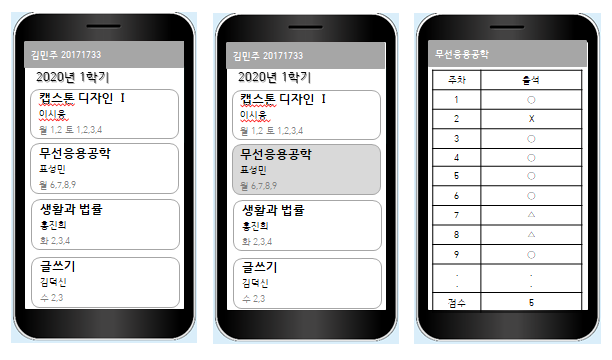 김민주 20171733
2020년 1학기
캡스톤 디자인 Ⅰ
이시웅
월 1,2 토 1,2,3,4
무선응용공학
표성민
월 6,7,8,9
생활과 법률
홍진희
화 2,3,4
글쓰기
김덕신
수 2,3
김민주 20171733
2020년 1학기
캡스톤 디자인 Ⅰ
이시웅
월 1,2 토 1,2,3,4
무선응용공학
표성민
월 6,7,8,9
생활과 법률
홍진희
화 2,3,4
글쓰기
김덕신
수 2,3
무선응용공학
주차 출석
1 ○
2 X
3 ○
4 ○
5 ○
6 ○
7 △
8 △
9 ○
. .
. .
점수 5